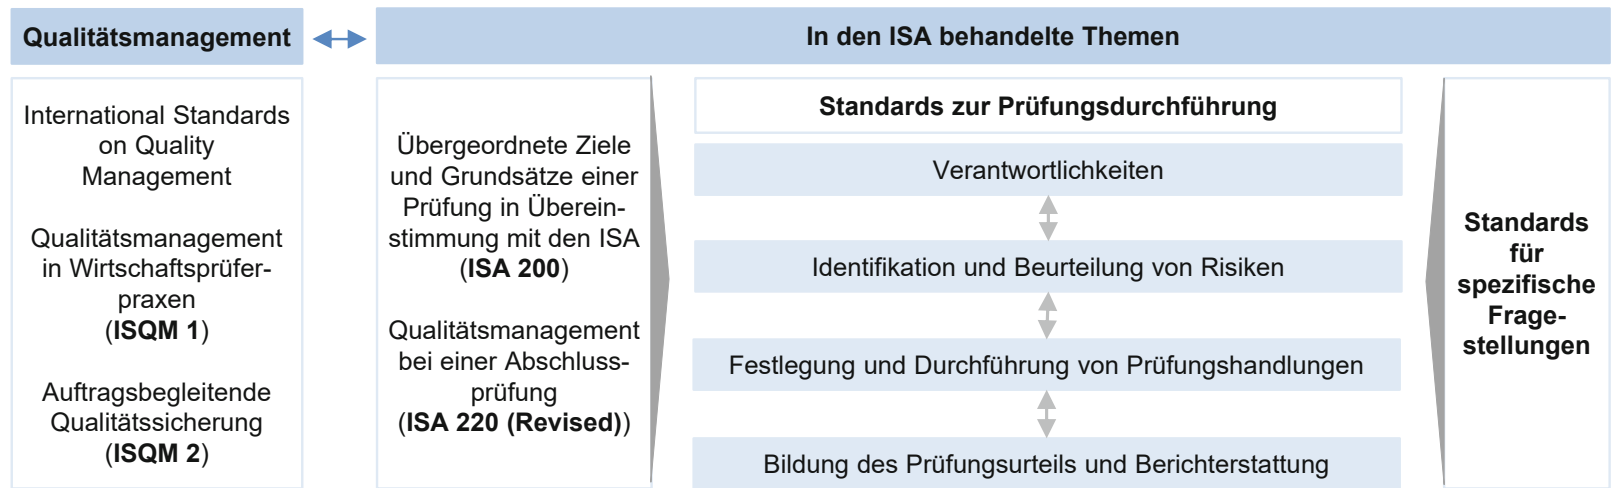 Qualitätsmanagement
In den ISA behandelte Themen
International Standards
on Quality
Management
Qualitätsmanagement
in Wirtschaftsprüfer-
praxen
(ISQM 1)
Auftragsbegleitende
Qualitätssicherung
(ISQM 2)
Übergeordnete Ziele
und Grundsätze einer
Prüfung in Überein-
stimmung mit den ISA
(ISA 200)
Qualitätsmanagement
bei einer Abschluss-
prüfung
(ISA 220 (Revised))
Standards zur Prüfungsdurchführung
Verantwortlichkeiten
Identifikation und Beurteilung von Risiken
Festlegung und Durchführung von Prüfungshandlungen
Bildung des Prüfungsurteils und Berichterstattung
Standards
für
spezifische
Frage-
stellungen